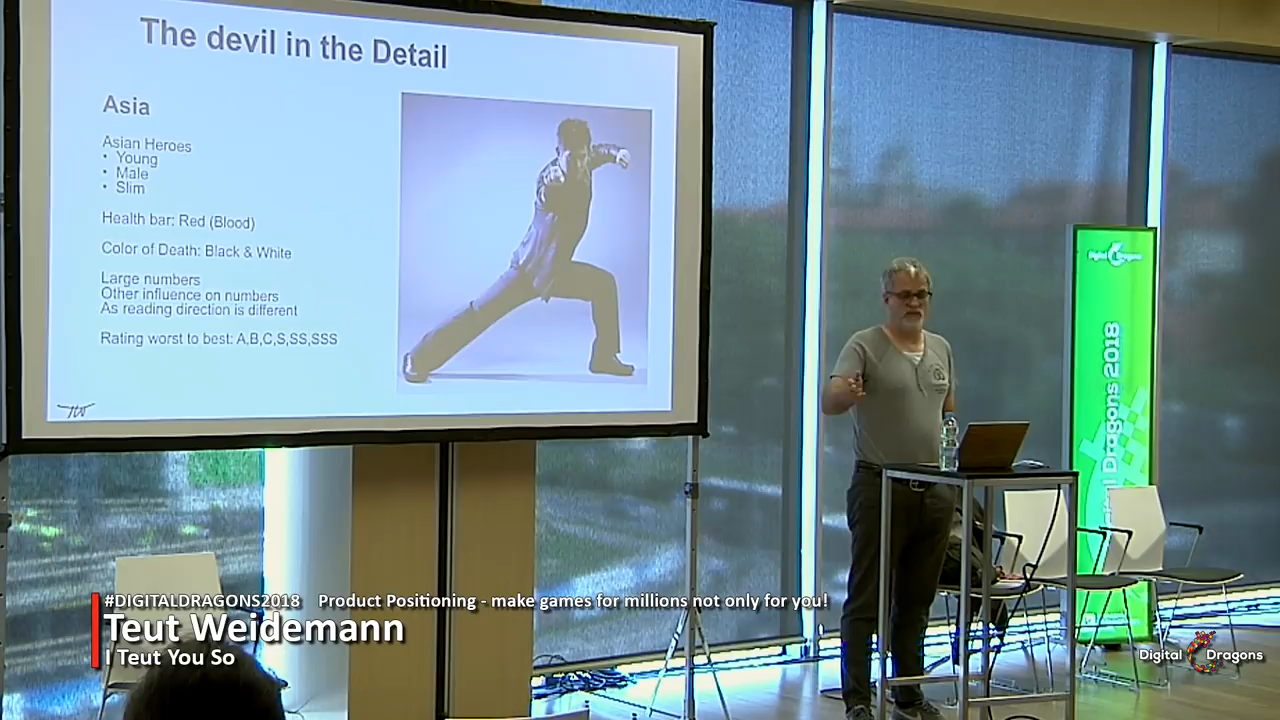 The devil in the Detail
Asia
Asian Heroes
• Young
• Male
• Slim
Health bar: Red (Blood)
Color of Death: Black & White
Large numbers
Other influence on numbers
As reading direction is different
Rating worst to best: A,B,C,S,SS,SSS
Digital Dragons
Digital Dragons 2018
#DIGITALDRAGONS2018 Product Positioning - make games for millions not only for you!
Teut Weidemann
I Teut You So
Digital Dragons